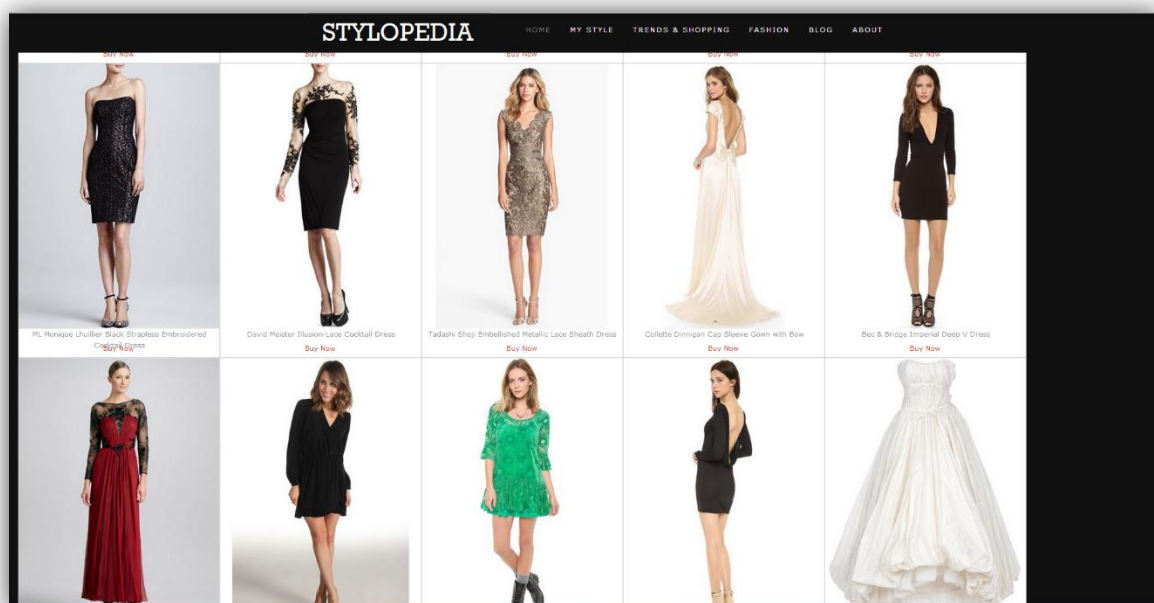 STYLOPEDIA
HOME MY STYLE TRENDS & SHOPPING FASHION BLOG ABOUT
Buy Now Buy Now Buy Now Buy Now Buy Now
ML Monique Lhuillier Black Strapless Embroidered
Cocktail Dress
Buy Now
David Meister Illusion-Lace Cocktail Dress
Buy Now
Tadashi Shoji Embellished Metallic Lace Sheath Dress
Buy Now
Collette Dinnigan Cap Sleeve Gown with Bow
Buy Now
Bec & Bridge Imperial Deep V Dress
Buy Now